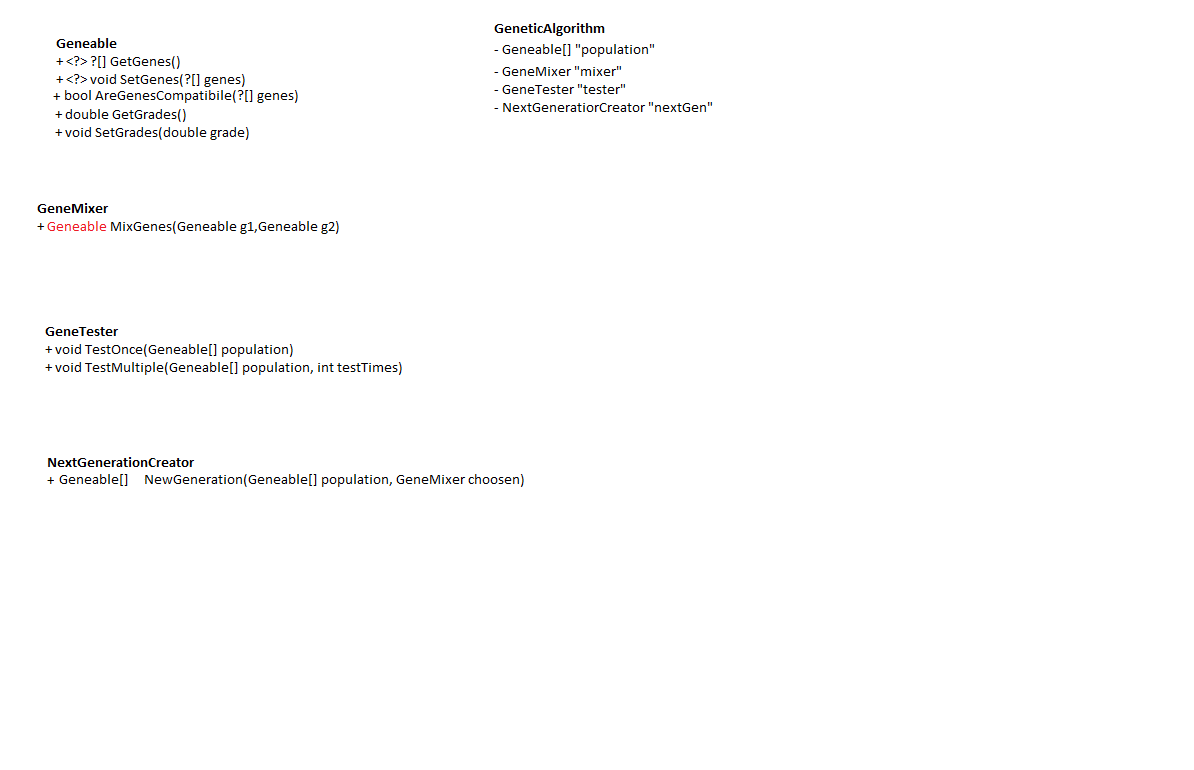 Geneable
+ <?> ?[] GetGenes()
+ <?> void SetGenes(?[] genes)
+ bool AreGenesCompatibile(?[] genes)
+ double GetGrades()
+ void SetGrades(double grade)
GeneticAlgorithm
- Geneable[] "population"
- GeneMixer "mixer"
- GeneTester "tester"
- NextGeneratiorCreator "nextGen"
GeneMixer
+ Geneable MixGenes(Geneable g1,Geneable g2)
GeneTester
+ void TestOnce(Geneable[] population)
+ void TestMultiple(Geneable[] population, int testTimes)
NextGenerationCreator
+ Geneable[] NewGeneration(Geneable[] population, GeneMixer choosen)